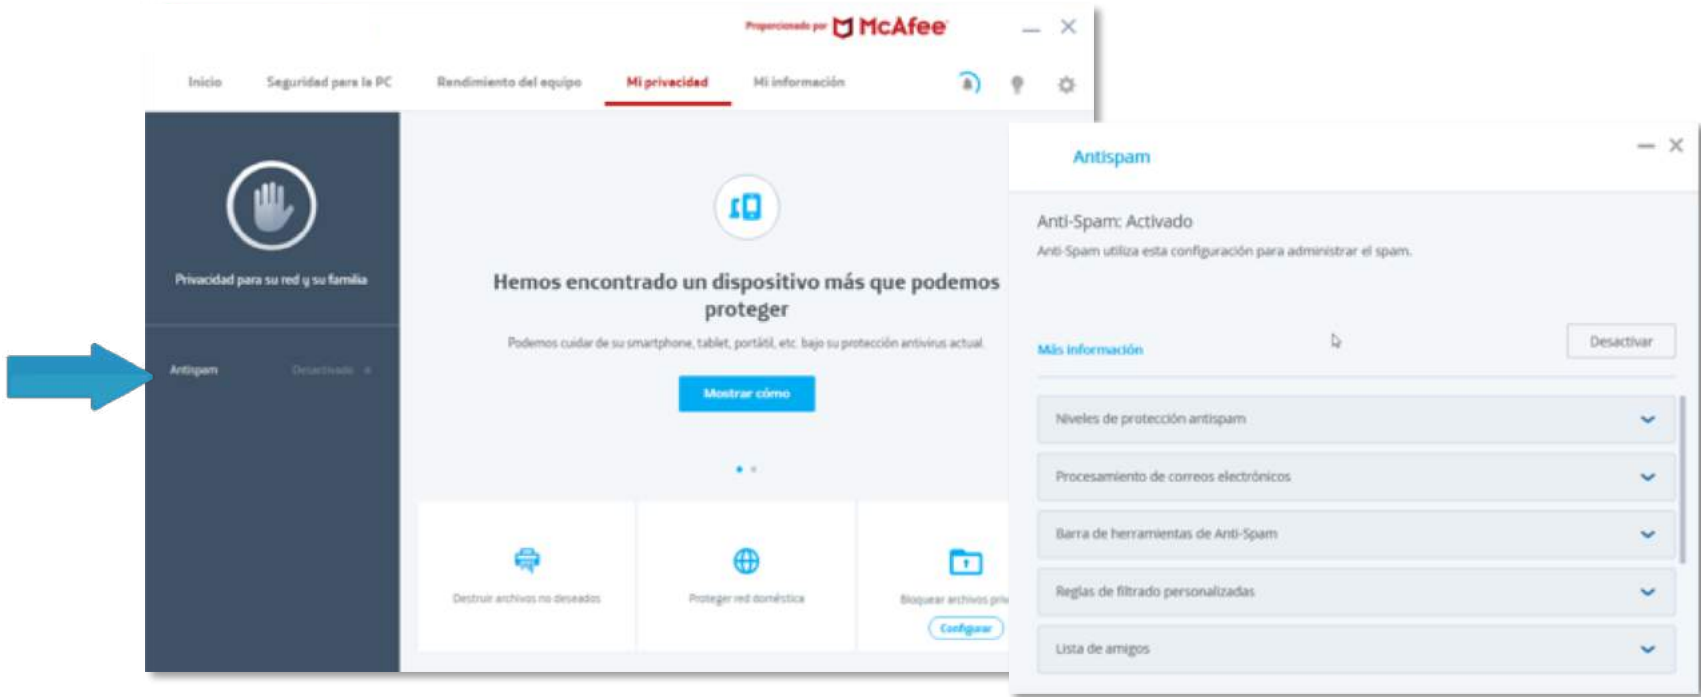 Proporcionado por McAfee
Inicio Seguridad para la PC Rendimiento del equipo Mi privacidad Mi información
Privacidad para su red y su familia
Antispam Desactivado
Hemos encontrado un dispositivo más que podemos
proteger
Podemos cuidar de su smartphone, tablet, portátil, etc. bajo su protección antivirus actual.
Mostrar cómo
Destruir archivos no deseados
Proteger red doméstica
Bloquear archivos
Configurar
Antispam
Anti-Spam: Activado
Anti-Spam utiliza esta configuración para administrar el spam.
Más información
Desactivar
Niveles de protección antispam
Procesamiento de correos electrónicos
Barra de herramientas de Anti-Spam
Reglas de filtrado personalizadas
Lista de amigos